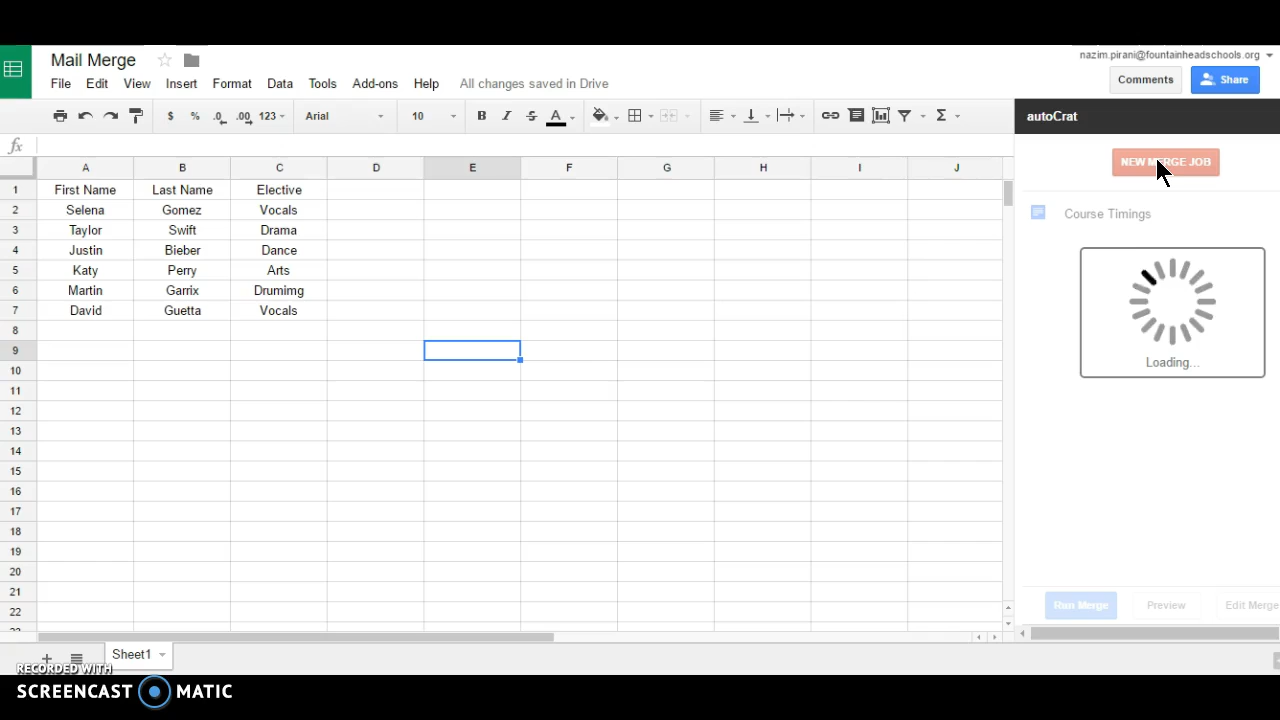 Mail Merge
nazim.pirani@fountainheadschools.org
File Edit View Insert Format Data Tools Add-ons Help All changes saved in Drive
Comments Share
$ % .0 .00 123 Arial 10 B I S A Σ
autoCrat
fx
NEW MERGE JOB
A B C D E F G H I J
1 First Name Last Name Elective
2 Selena Gomez Vocals
Course Timings
3 Taylor Swift Drama
4 Justin Bieber Dance
5 Katy Perry Arts
6 Martin Garrix Drumimg
7 David Guetta Vocals
8
9
Loading...
10
11
12
13
14
15
16
17
18
19
20
21
22
Run Merge Preview Edit Merge
Sheet1
RECORDED WITH
SCREENCAST MATIC